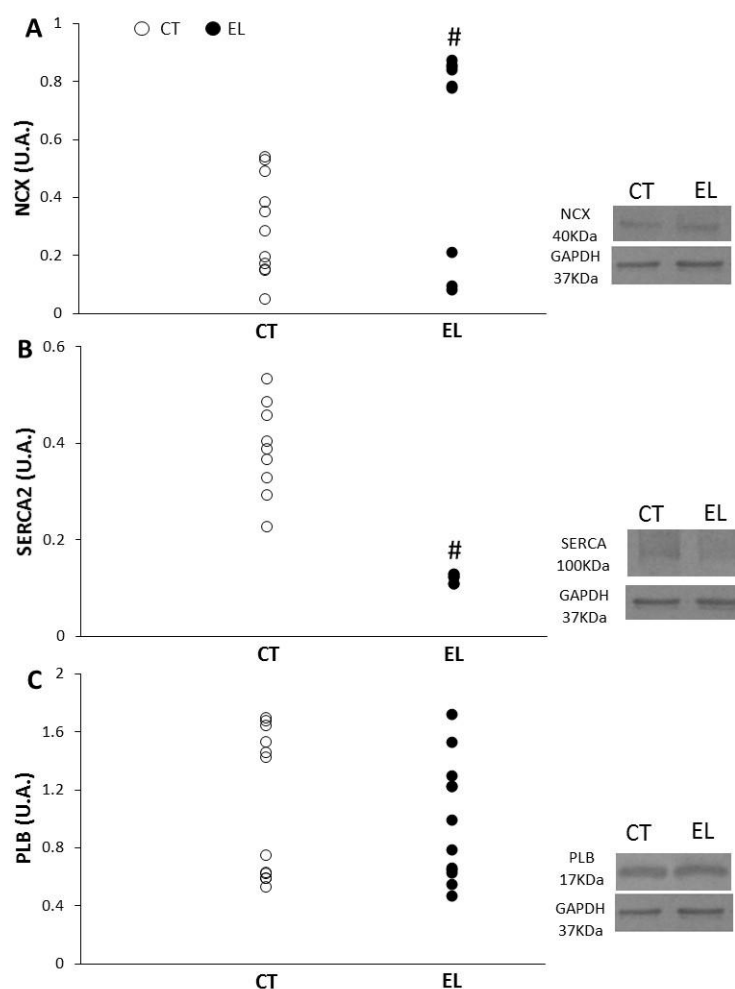 A
CT EL
#
1
0.8
0.6
0.4
0.2
0
NCX (U.A.)
CT EL
CT EL
NCX
40KDa
GAPDH
37KDa
B
0.6
0.4
0.2
0
SERCA2 (U.A.)
#
CT EL
CT EL
SERCA
100KDa
GAPDH
37KDa
C
2
1.6
1.2
0.8
0.4
0
PLB (U.A.)
CT EL
CT EL
PLB
17KDa
GAPDH
37KDa